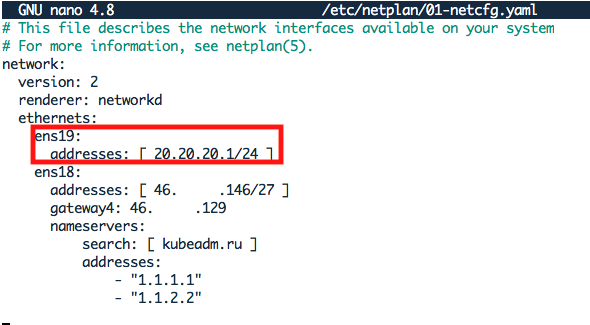 GNU nano 4.8 /etc/netplan/01-netcfg.yaml
# This file describes the network interfaces available on your system
# For more information, see netplan(5).
network:
  version: 2
  renderer: networkd
  ethernets:
    ens19:
      addresses: [ 20.20.20.1/24 ]
    ens18:
      addresses: [ 46.     .146/27 ]
      gateway4: 46.     .129
      nameservers:
          search: [ kubeadm.ru ]
          addresses:
              - "1.1.1.1"
              - "1.1.2.2"